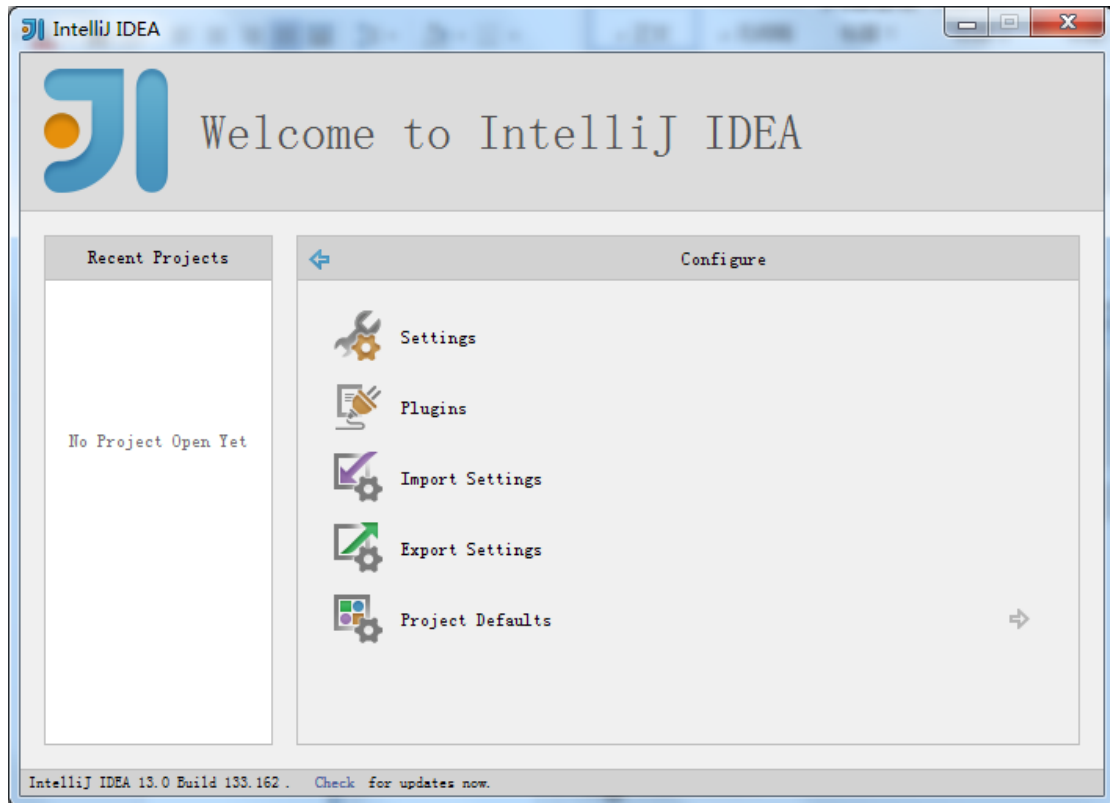 IntelliJ IDEA
Welcome to IntelliJ IDEA
Recent Projects
No Project Open Yet
Configure
Settings
Plugins
Import Settings
Export Settings
Project Defaults
IntelliJ IDEA 13.0 Build 133.162 . Check for updates now.